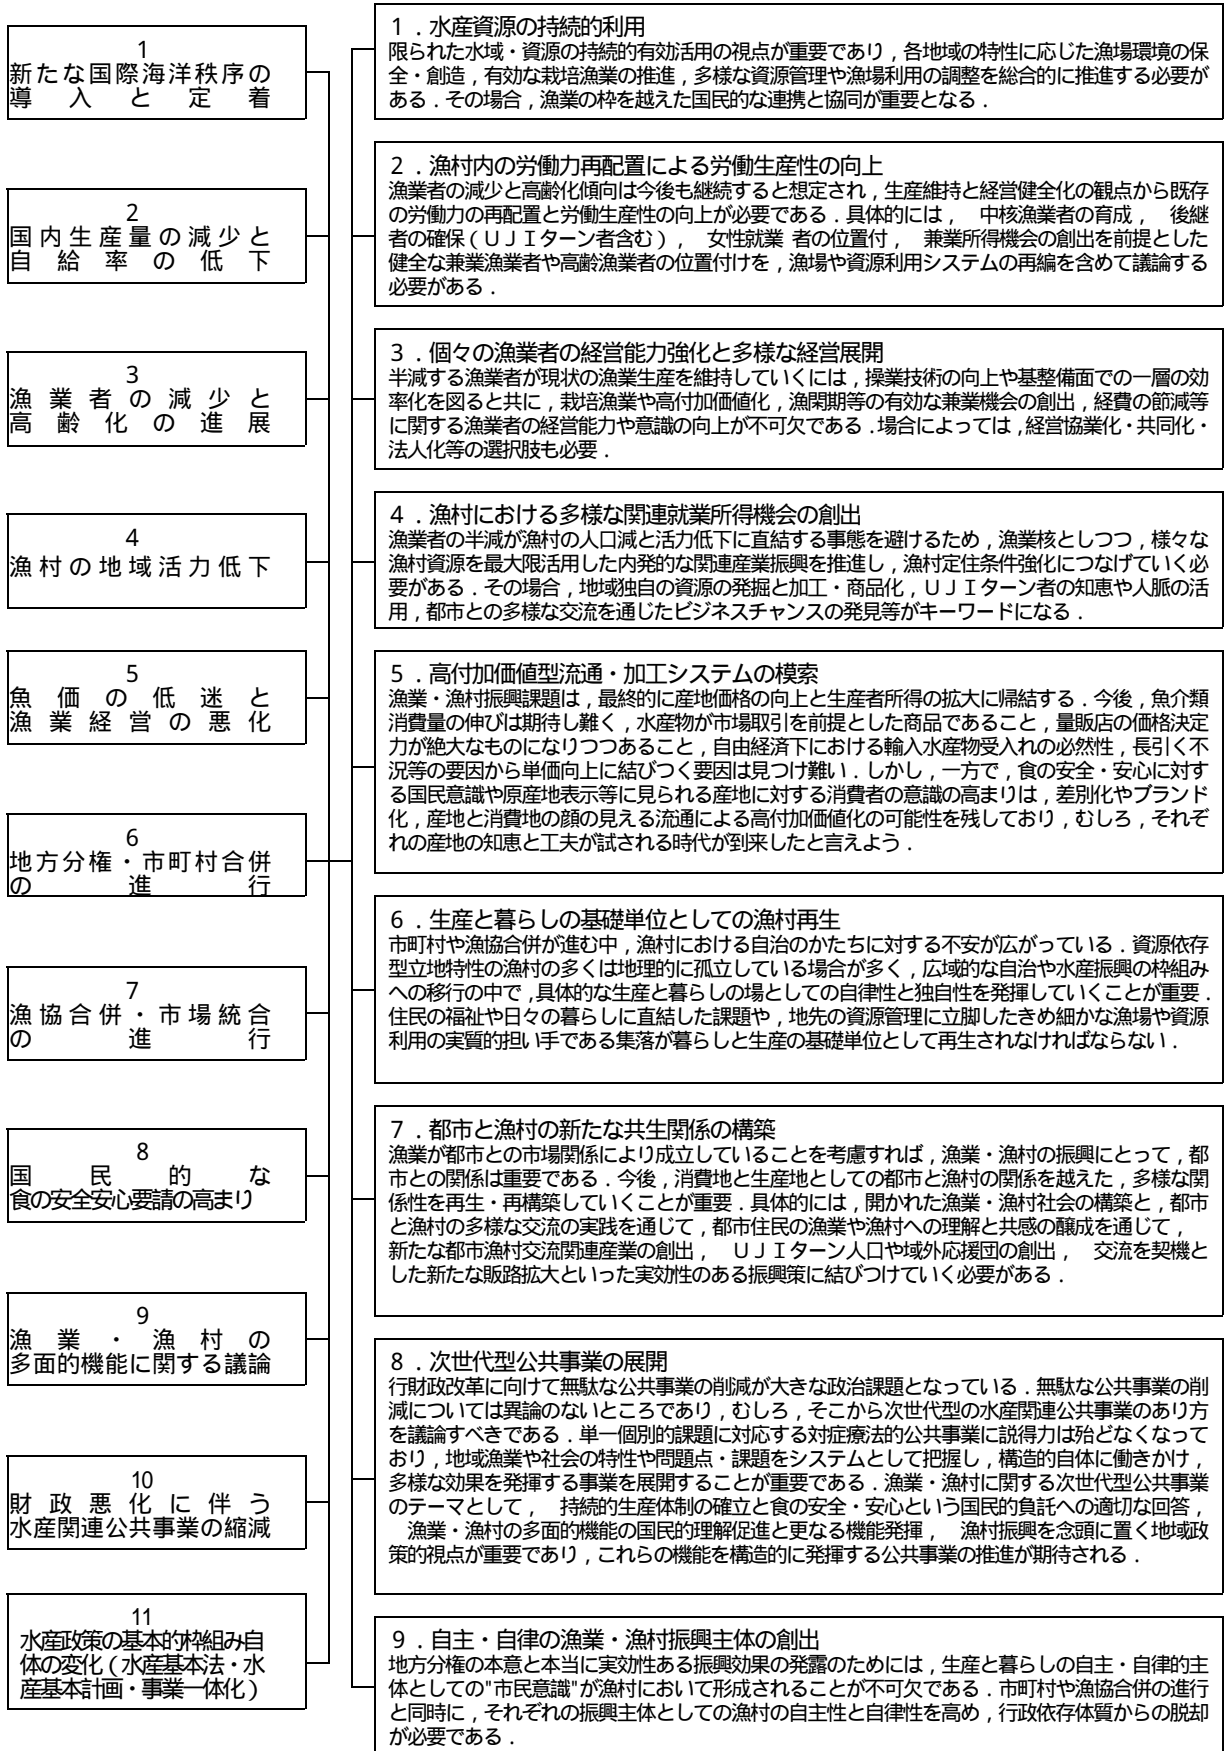 1
新たな国際海洋秩序の
導入と定着
2
国内生産量の減少と
自給率の低下
3
漁業者の減少と
高齢化の進展
4
漁村の地域活力低下
5
魚価の低迷と
漁業経営の悪化
6
地方分権・市町村合併
の進行
7
漁協合併・市場統合
の進行
8
国民的な
食の安全安心要請の高まり
9
漁業・漁村の
多面的機能に関する議論
10
財政悪化に伴う
水産関連公共事業の縮減
11
水産政策の基本的枠組み自
体の変化(水産基本法・水
産基本計画・事業一体化)
1.水産資源の持続的利用
限られた水域・資源の持続的有効活用の視点が重要であり,各地域の特性に応じた漁場環境の保
全・創造,有効な栽培漁業の推進,多様な資源管理や漁場利用の調整を総合的に推進する必要が
ある.その場合,漁業の枠を越えた国民的な連携と協同が重要となる.
2.漁村内の労働力再配置による労働生産性の向上
漁業者の減少と高齢化傾向は今後も継続すると想定され,生産維持と経営健全化の観点から既存
の労働力の再配置と労働生産性の向上が必要である.具体的には, 中核漁業者の育成, 後継
者の確保(UJIターン者含む), 女性就業 者の位置付, 兼業所得機会の創出を前提とした
健全な兼業漁業者や高齢漁業者の位置付けを,漁場や資源利用システムの再編を含めて議論する
必要がある.
3.個々の漁業者の経営能力強化と多様な経営展開
半減する漁業者が現状の漁業生産を維持していくには,操業技術の向上や基整備面での一層の効
率化を図ると共に,栽培漁業や高付加価値化,漁閑期等の有効な兼業機会の創出,経費の節減等
に関する漁業者の経営能力や意識の向上が不可欠である.場合によっては,経営協業化・共同化・
法人化等の選択肢も必要.
4.漁村における多様な関連就業所得機会の創出
漁業者の半減が漁村の人口減と活力低下に直結する事態を避けるため,漁業核としつつ,様々な
漁村資源を最大限活用した内発的な関連産業振興を推進し,漁村定住条件強化につなげていく必
要がある.その場合,地域独自の資源の発掘と加工・商品化,UJIターン者の知恵や人脈の活
用,都市との多様な交流を通じたビジネスチャンスの発見等がキーワードになる.
5.高付加価値型流通・加工システムの模索
漁業・漁村振興課題は,最終的に産地価格の向上と生産者所得の拡大に帰結する.今後,魚介類
消費量の伸びは期待し難く,水産物が市場取引を前提とした商品であること,量販店の価格決定
力が絶大なものになりつつあること,自由経済下における輸入水産物受入れの必然性,長引く不
況等の要因から単価向上に結びつく要因は見つけ難い.しかし,一方で,食の安全・安心に対す
る国民意識や原産地表示等に見られる産地に対する消費者の意識の高まりは,差別化やブランド
化,産地と消費地の顔の見える流通による高付加価値化の可能性を残しており,むしろ,それぞ
れの産地の知恵と工夫が試される時代が到来したと言えよう.
6.生産と暮らしの基礎単位としての漁村再生
市町村や漁協合併が進む中,漁村における自治のかたちに対する不安が広がっている.資源依存
型立地特性の漁村の多くは地理的に孤立している場合が多く,広域的な自治や水産振興の枠組み
への移行の中で,具体的な生産と暮らしの場としての自律性と独自性を発揮していくことが重要.
住民の福祉や日々の暮らしに直結した課題や,地先の資源管理に立脚したきめ細かな漁場や資源
利用の実質的担い手である集落が暮らしと生産の基礎単位として再生されなければならない.
7.都市と漁村の新たな共生関係の構築
漁業が都市との市場関係により成立していることを考慮すれば,漁業・漁村の振興にとって,都
市との関係は重要である.今後,消費地と生産地としての都市と漁村の関係を越えた,多様な関
係性を再生・再構築していくことが重要.具体的には,開かれた漁業・漁村社会の構築と,都市
と漁村の多様な交流の実践を通じて,都市住民の漁業や漁村への理解と共感の醸成を通じて,
新たな都市漁村交流関連産業の創出, UJIターン人口や域外応援団の創出, 交流を契機と
した新たな販路拡大といった実効性のある振興策に結びつけていく必要がある.
8.次世代型公共事業の展開
行財政改革に向けて無駄な公共事業の削減が大きな政治課題となっている.無駄な公共事業の削
減については異論のないところであり,むしろ,そこから次世代型の水産関連公共事業のあり方
を議論すべきである.単一個別的課題に対応する対症療法的公共事業に説得力は殆どなくなって
おり,地域漁業や社会の特性や問題点・課題をシステムとして把握し,構造的自体に働きかけ,
多様な効果を発揮する事業を展開することが重要である.漁業・漁村に関する次世代型公共事業
のテーマとして, 持続的生産体制の確立と食の安全・安心という国民的負託への適切な回答,
漁業・漁村の多面的機能の国民的理解促進と更なる機能発揮, 漁村振興を念頭に置く地域政
策的視点が重要であり,これらの機能を構造的に発揮する公共事業の推進が期待される.
9.自主・自律の漁業・漁村振興主体の創出
地方分権の本意と本当に実効性ある振興効果の発露のためには,生産と暮らしの自主・自律的主
体としての"市民意識"が漁村において形成されることが不可欠である.市町村や漁協合併の進行
と同時に,それぞれの振興主体としての漁村の自主性と自律性を高め,行政依存体質からの脱却
が必要である.